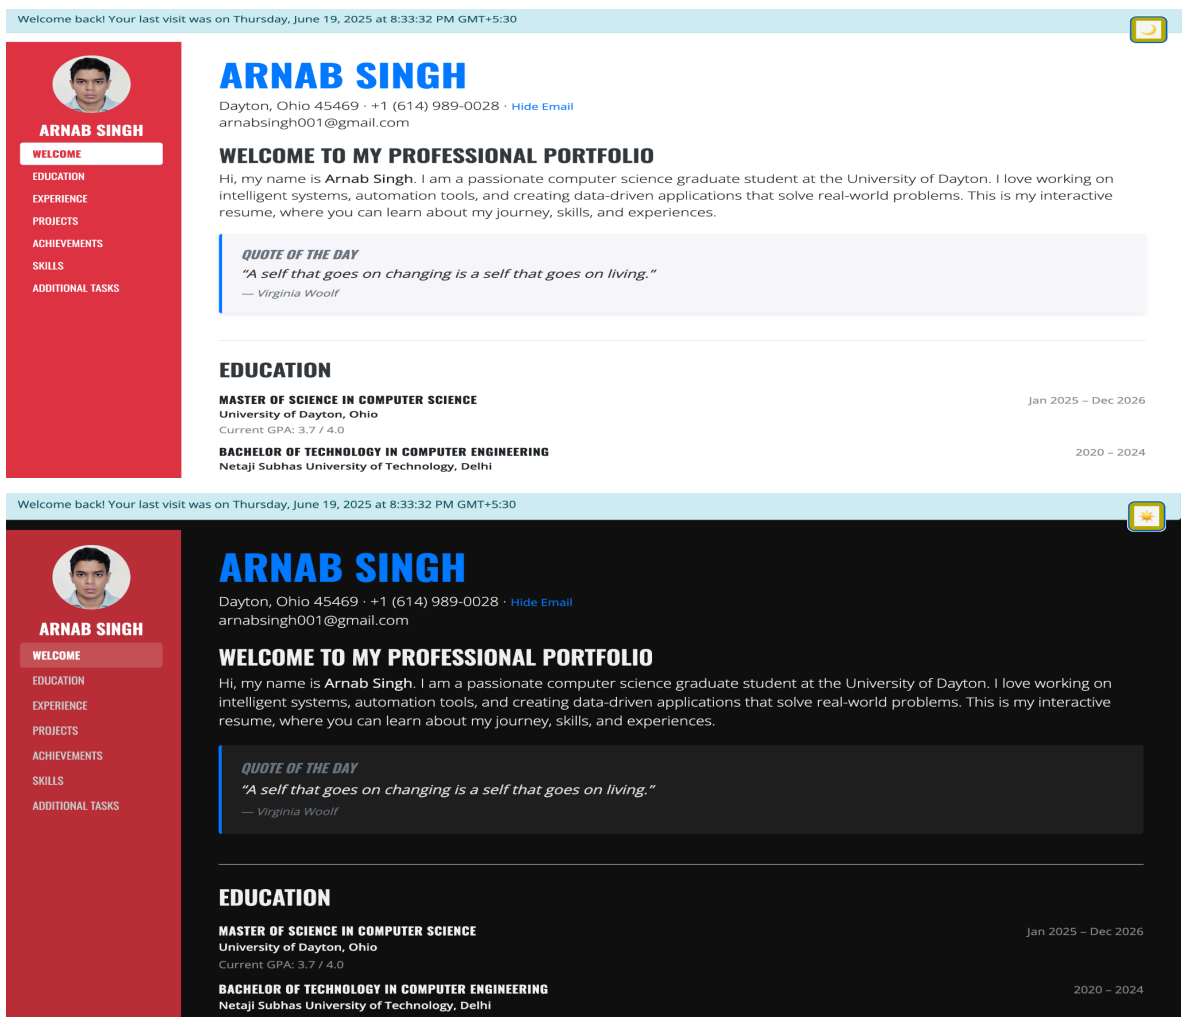 Welcome back! Your last visit was on Thursday, June 19, 2025 at 8:33:32 PM GMT+5:30
ARNAB SINGH
WELCOME
EDUCATION
EXPERIENCE
PROJECTS
ACHIEVEMENTS
SKILLS
ADDITIONAL TASKS
ARNAB SINGH
Dayton, Ohio 45469 · +1 (614) 989-0028 · Hide Email
arnabsingh001@gmail.com
WELCOME TO MY PROFESSIONAL PORTFOLIO
Hi, my name is Arnab Singh. I am a passionate computer science graduate student at the University of Dayton. I love working on
intelligent systems, automation tools, and creating data-driven applications that solve real-world problems. This is my interactive
resume, where you can learn about my journey, skills, and experiences.
QUOTE OF THE DAY
“A self that goes on changing is a self that goes on living.”
— Virginia Woolf
EDUCATION
MASTER OF SCIENCE IN COMPUTER SCIENCE Jan 2025 – Dec 2026
University of Dayton, Ohio
Current GPA: 3.7 / 4.0
BACHELOR OF TECHNOLOGY IN COMPUTER ENGINEERING 2020 – 2024
Netaji Subhas University of Technology, Delhi
Welcome back! Your last visit was on Thursday, June 19, 2025 at 8:33:32 PM GMT+5:30
ARNAB SINGH
WELCOME
EDUCATION
EXPERIENCE
PROJECTS
ACHIEVEMENTS
SKILLS
ADDITIONAL TASKS
ARNAB SINGH
Dayton, Ohio 45469 · +1 (614) 989-0028 · Hide Email
arnabsingh001@gmail.com
WELCOME TO MY PROFESSIONAL PORTFOLIO
Hi, my name is Arnab Singh. I am a passionate computer science graduate student at the University of Dayton. I love working on
intelligent systems, automation tools, and creating data-driven applications that solve real-world problems. This is my interactive
resume, where you can learn about my journey, skills, and experiences.
QUOTE OF THE DAY
“A self that goes on changing is a self that goes on living.”
— Virginia Woolf
EDUCATION
MASTER OF SCIENCE IN COMPUTER SCIENCE Jan 2025 – Dec 2026
University of Dayton, Ohio
Current GPA: 3.7 / 4.0
BACHELOR OF TECHNOLOGY IN COMPUTER ENGINEERING 2020 – 2024
Netaji Subhas University of Technology, Delhi